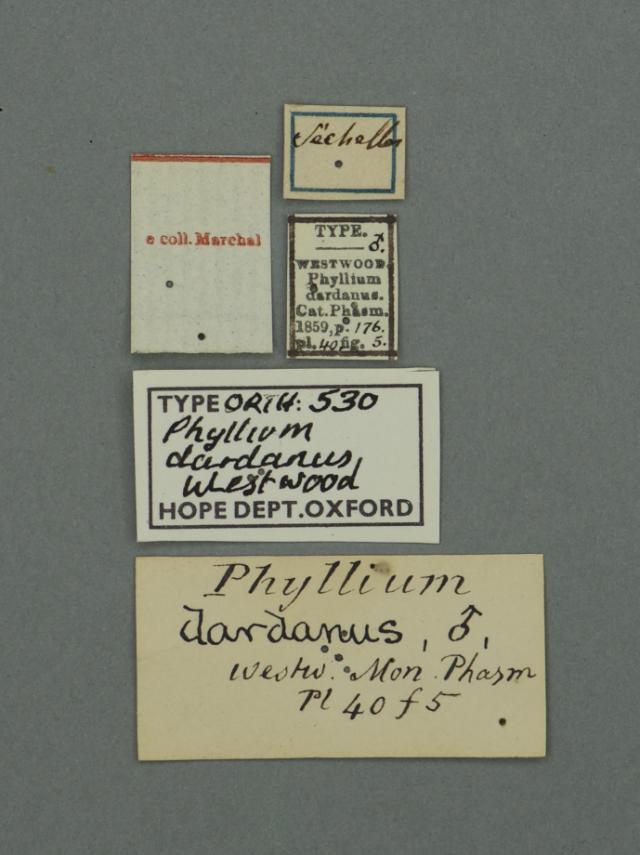 Séchelles
e coll. Marchal
TYPE.
♂.
WESTWOOD.
Phyllium
dardanus.
Cat. Phasm.
1859, p. 176.
pl. 40 fig. 5.
TYPE ORTH: 530
Phyllium
dardanus
Westwood
HOPE DEPT. OXFORD
Phyllium
dardanus, ♂,
Westw. Mon. Phasm
Pl 40 f 5